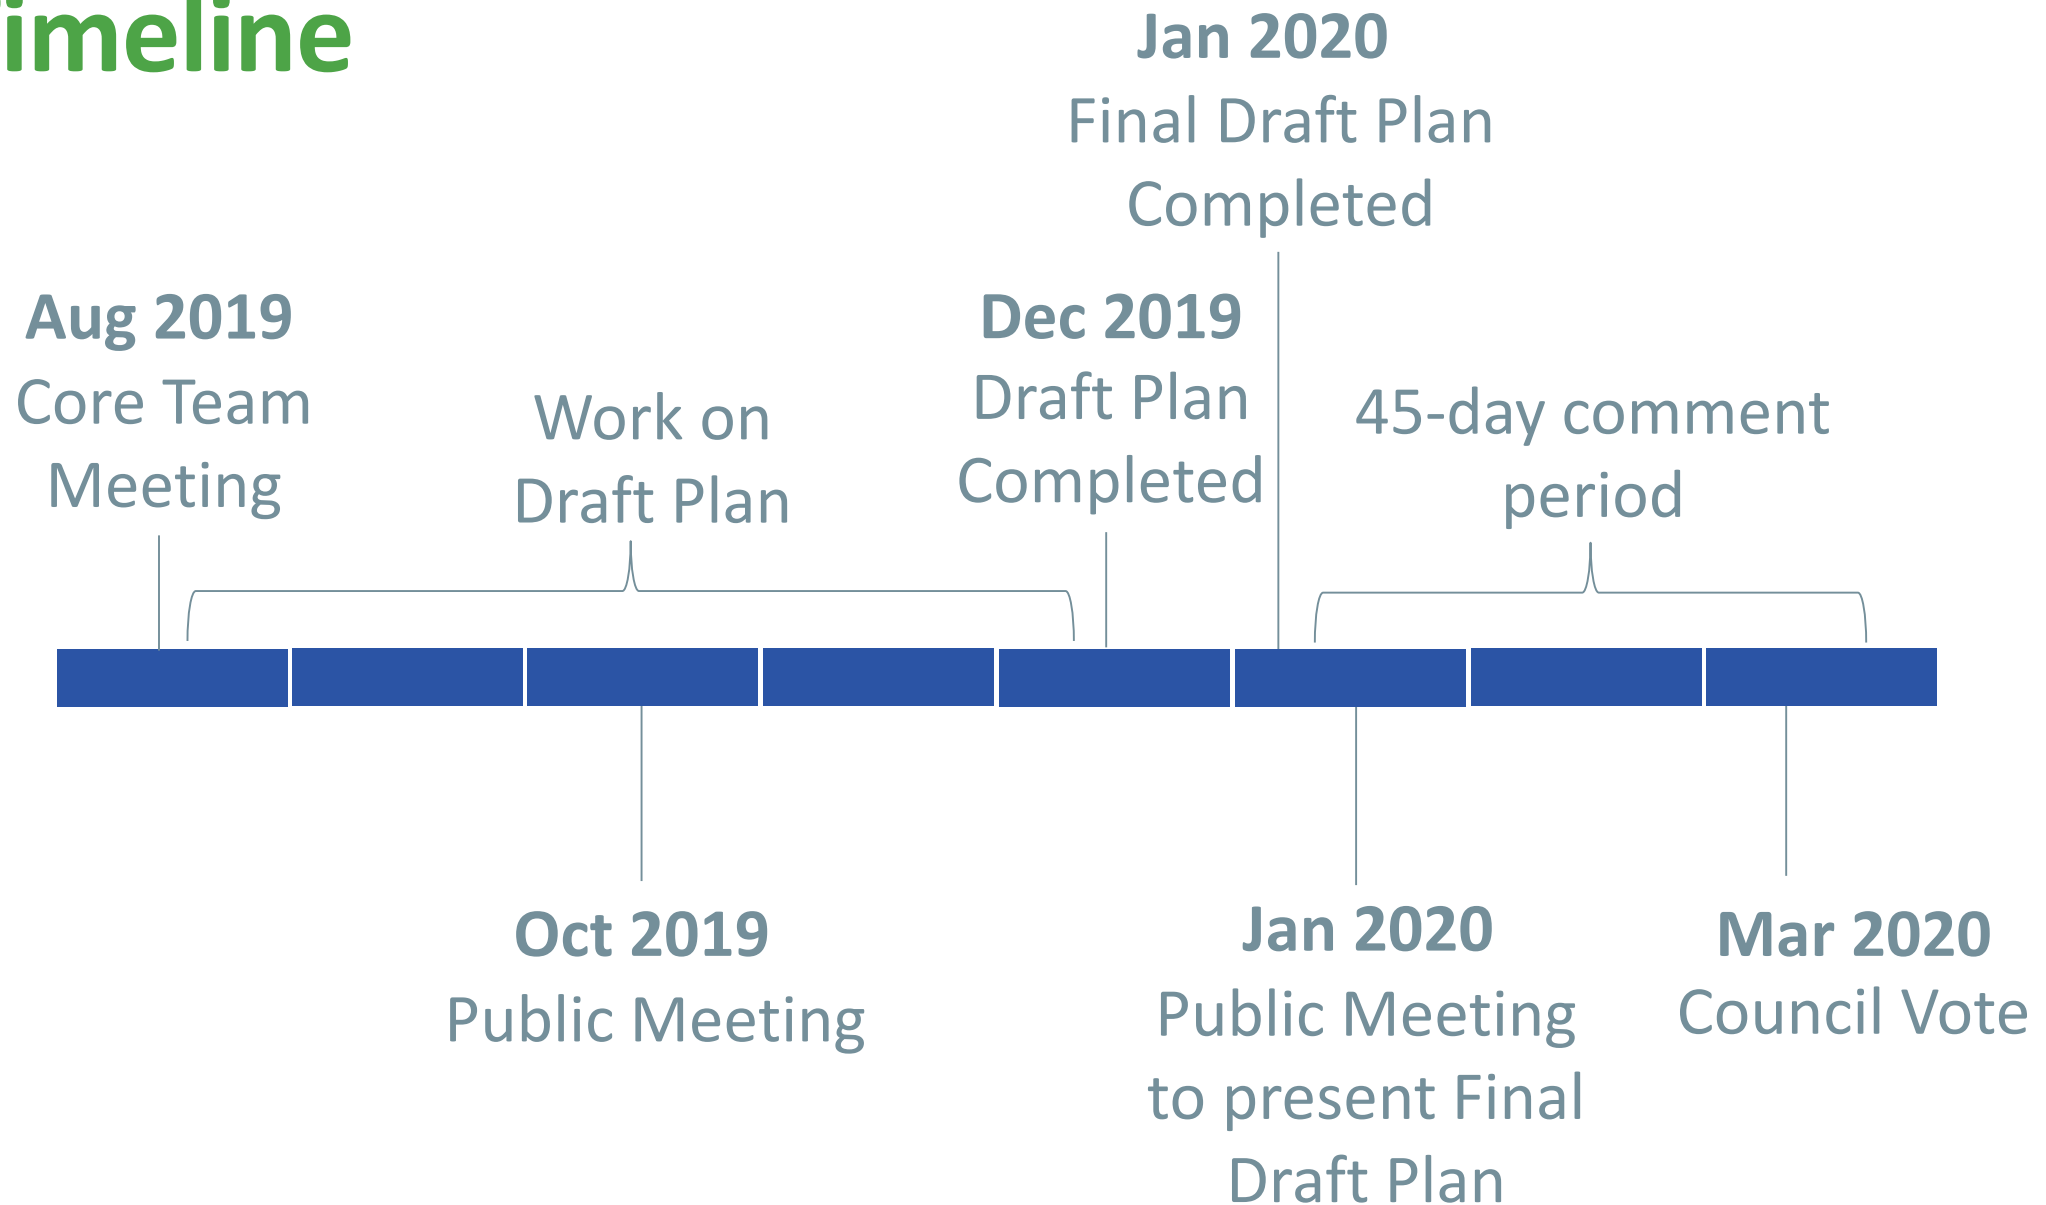 imeline
Jan 2020
Final Draft Plan
Completed
Aug 2019
Core Team
Meeting
Work on
Draft Plan
Dec 2019
Draft Plan
Completed
45-day comment
period
Oct 2019
Public Meeting
Jan 2020
Public Meeting
to present Final
Draft Plan
Mar 2020
Council Vote